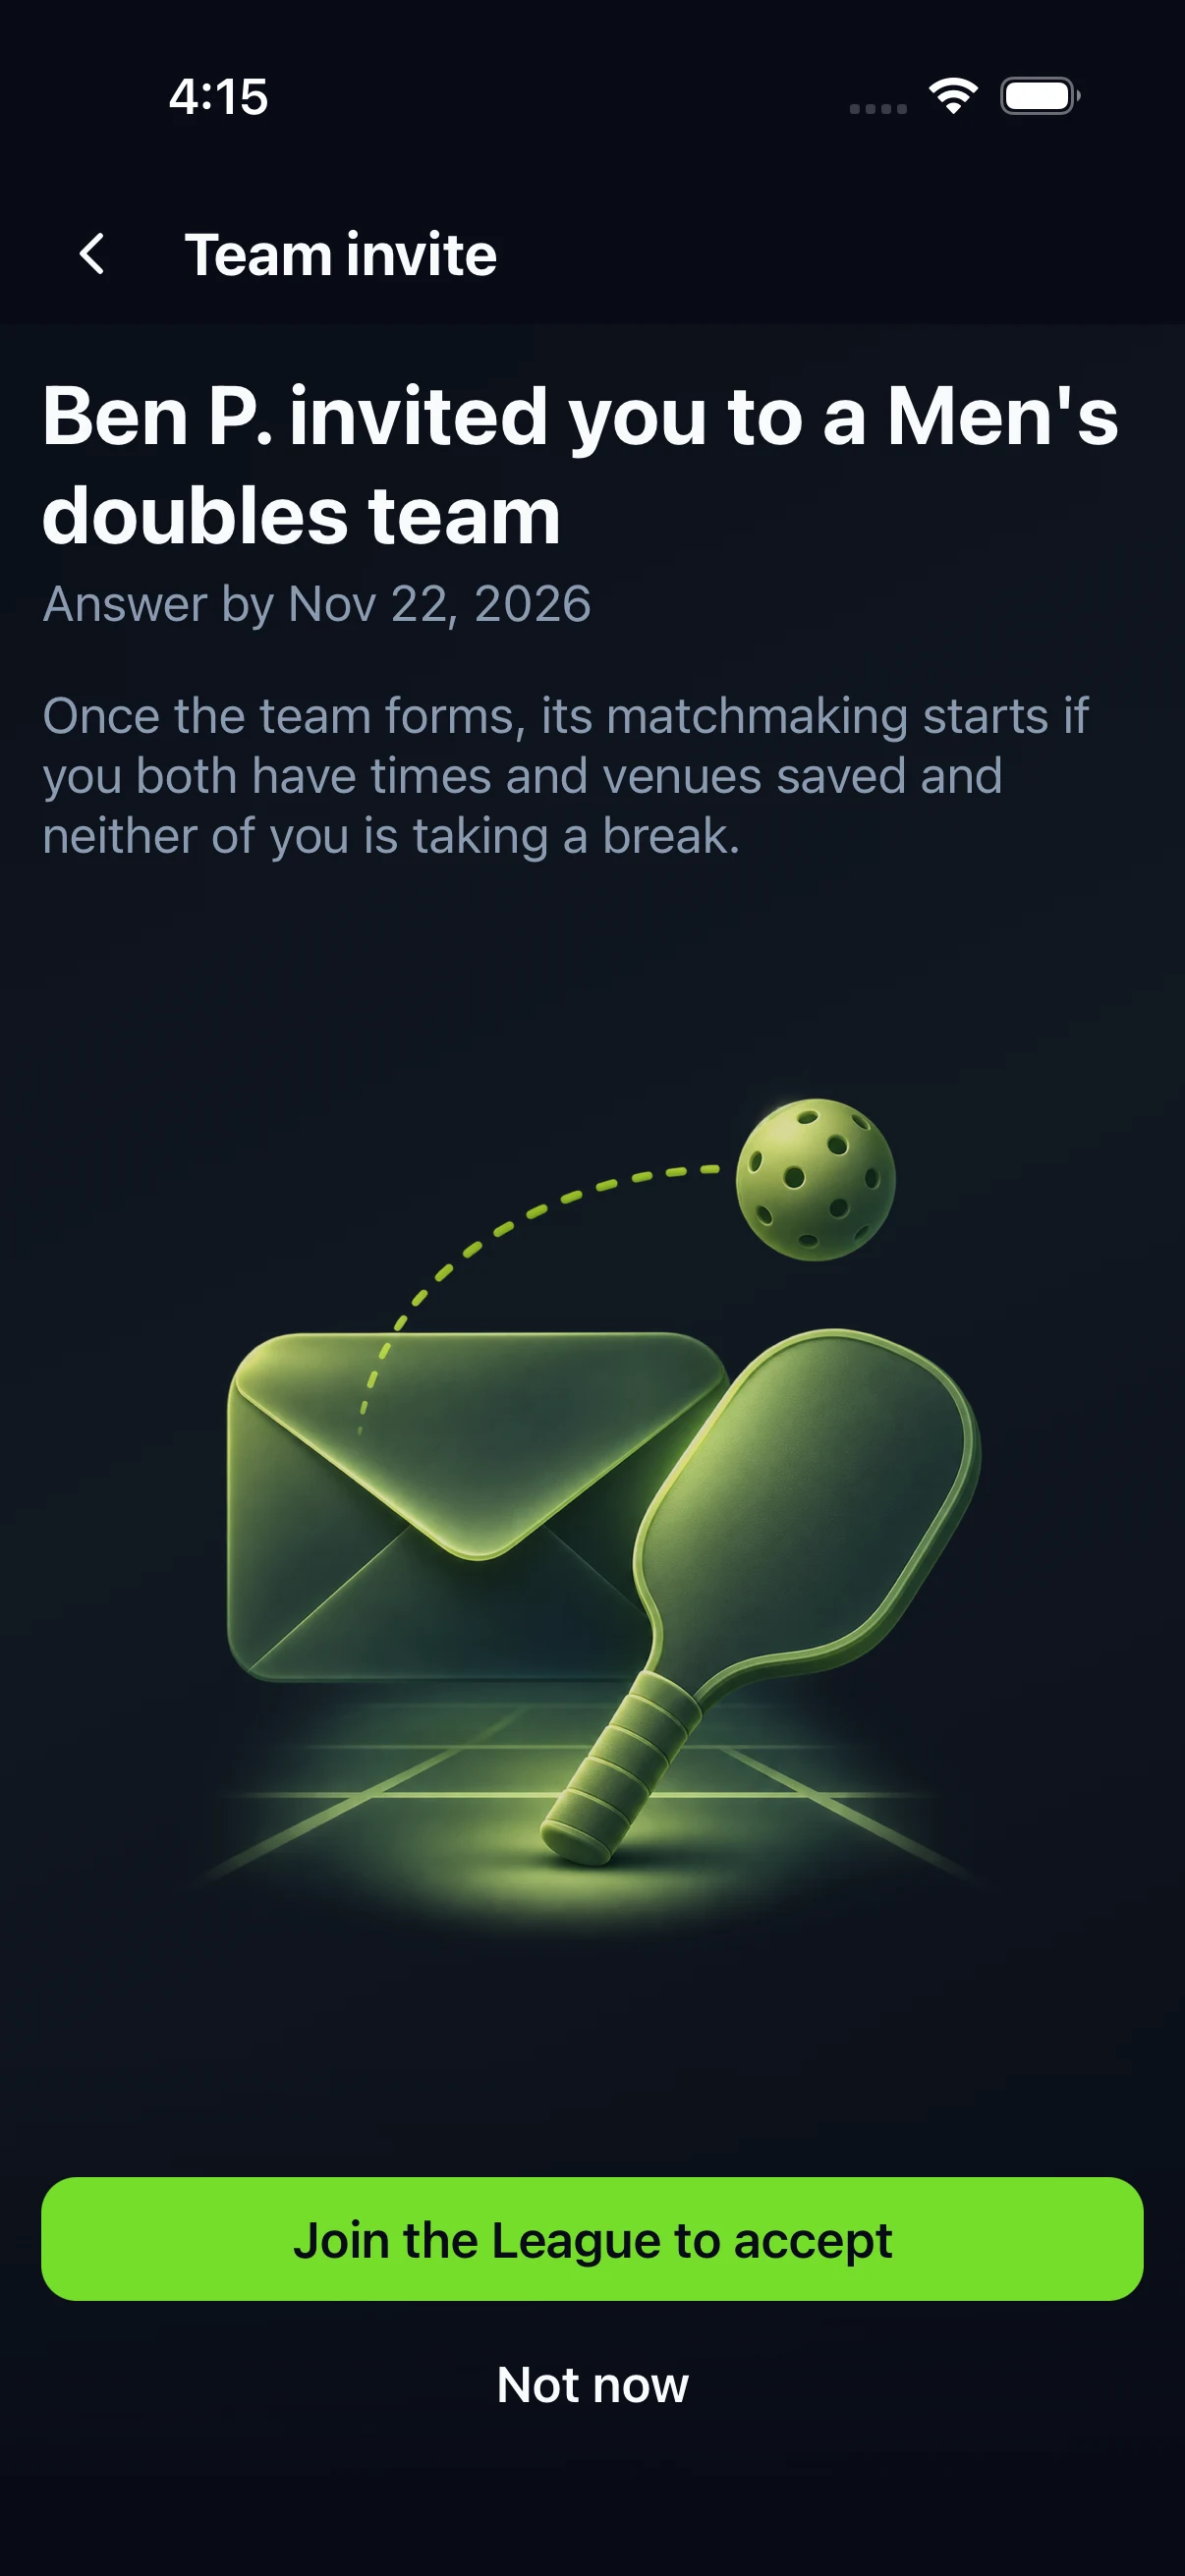 4:15
Team invite
Ben P. invited you to a Men's
doubles team
Answer by Nov 22, 2026
Once the team forms, its matchmaking starts if
you both have times and venues saved and
neither of you is taking a break.
Join the League to accept
Not now